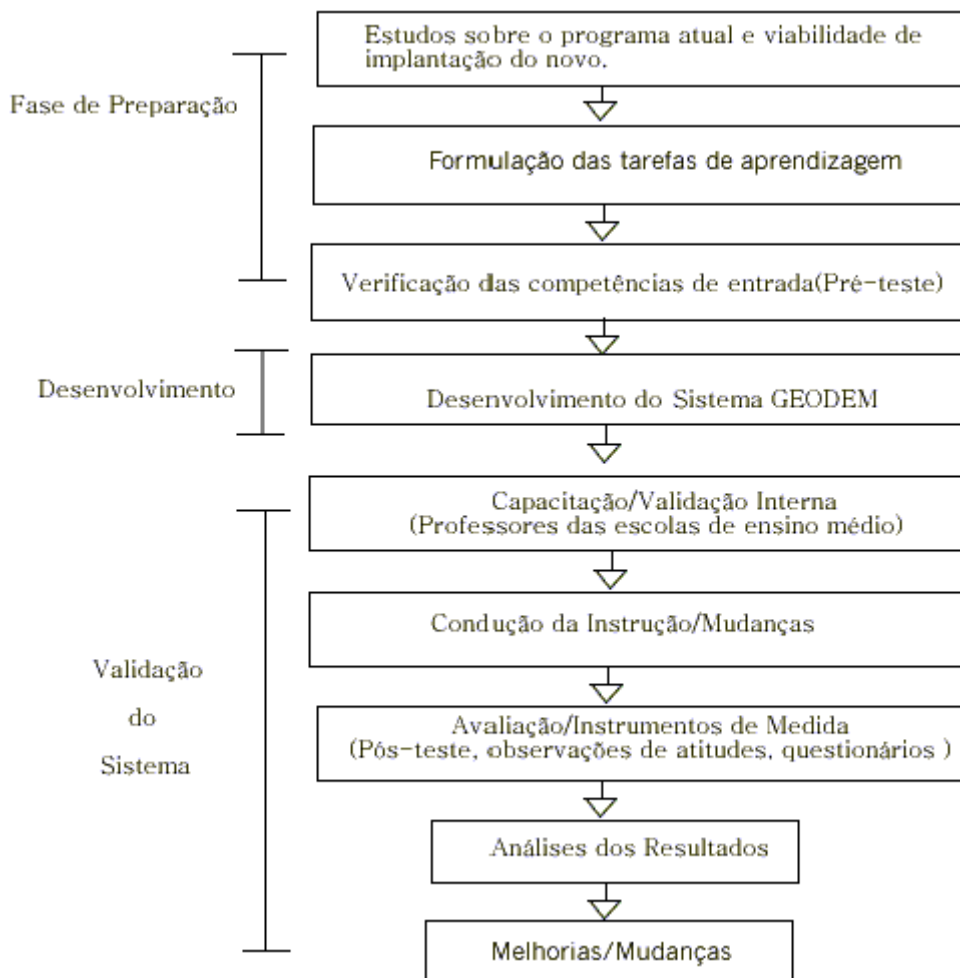 Estudos sobre o programa atual e viabilidade de
implantação do novo.
Fase de Preparação
Formulação das tarefas de aprendizagem
Verificação das competências de entrada(Pré-teste)
Desenvolvimento
Desenvolvimento do Sistema GEODEM
Capacitação/Validação Interna
(Professores das escolas de ensino médio)
Condução da Instrução/Mudanças
Validação
do
Sistema
Avaliação/Instrumentos de Medida
(Pós-teste, observações de atitudes, questionários )
Análises dos Resultados
Melhorias/Mudanças